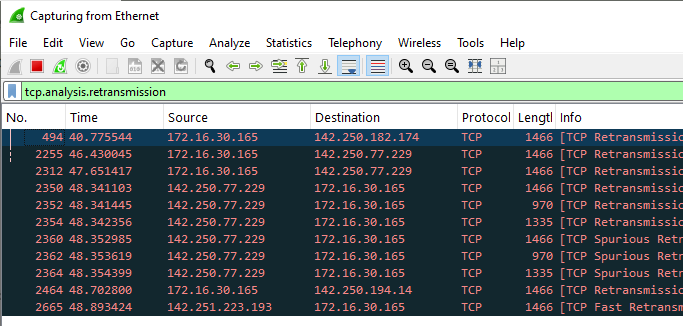 Capturing from Ethernet
File Edit View Go Capture Analyze Statistics Telephony Wireless Tools Help
tcp.analysis.retransmission
No. Time Source Destination Protocol Lengtl Info
494 40.775544 172.16.30.165 142.250.182.174 TCP 1466 [TCP Retransmissio
2255 46.430045 172.16.30.165 142.250.77.229 TCP 1466 [TCP Retransmissio
2312 47.651417 172.16.30.165 142.250.77.229 TCP 1466 [TCP Retransmissio
2350 48.341103 142.250.77.229 172.16.30.165 TCP 1466 [TCP Retransmissio
2352 48.341445 142.250.77.229 172.16.30.165 TCP 970 [TCP Retransmissio
2354 48.342356 142.250.77.229 172.16.30.165 TCP 1335 [TCP Retransmissio
2360 48.352985 142.250.77.229 172.16.30.165 TCP 1466 [TCP Spurious Retr
2362 48.353619 142.250.77.229 172.16.30.165 TCP 970 [TCP Spurious Retr
2364 48.354399 142.250.77.229 172.16.30.165 TCP 1335 [TCP Spurious Retr
2464 48.702800 172.16.30.165 142.250.194.14 TCP 1466 [TCP Retransmissio
2665 48.893424 142.251.223.193 172.16.30.165 TCP 1466 [TCP Fast Retransm